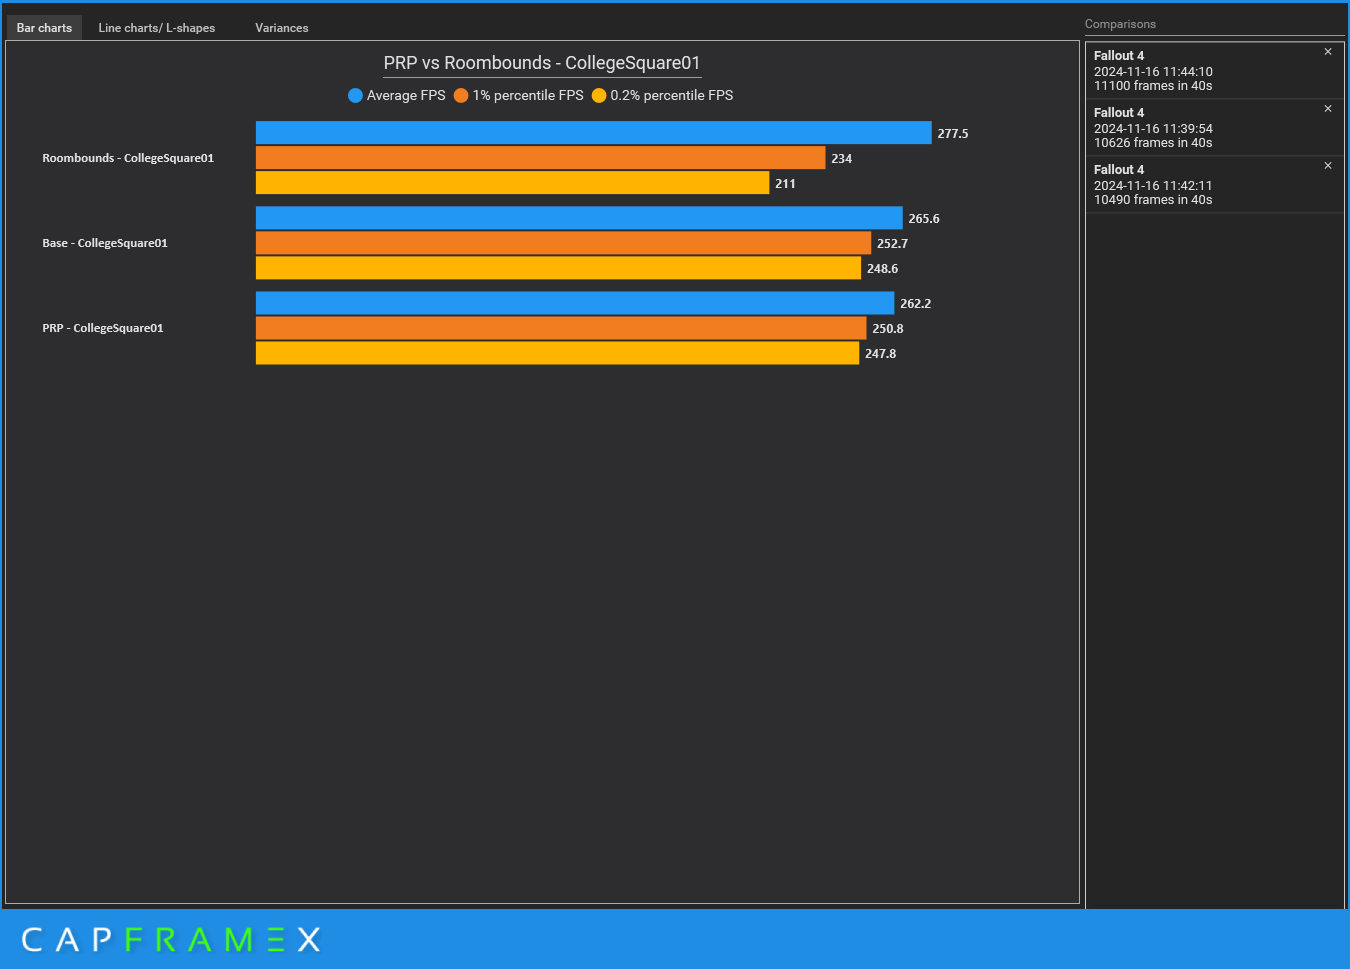 Bar charts
Line charts/ L-shapes
Variances
PRP vs Roombounds - CollegeSquare01
Average FPS
1% percentile FPS
0.2% percentile FPS
Roombounds - CollegeSquare01
277.5
234
211
Base - CollegeSquare01
265.6
252.7
248.6
PRP - CollegeSquare01
262.2
250.8
247.8
Comparisons
Fallout 4
2024-11-16 11:44:10
11100 frames in 40s
Fallout 4
2024-11-16 11:39:54
10626 frames in 40s
Fallout 4
2024-11-16 11:42:11
10490 frames in 40s
CAPFRAMEX